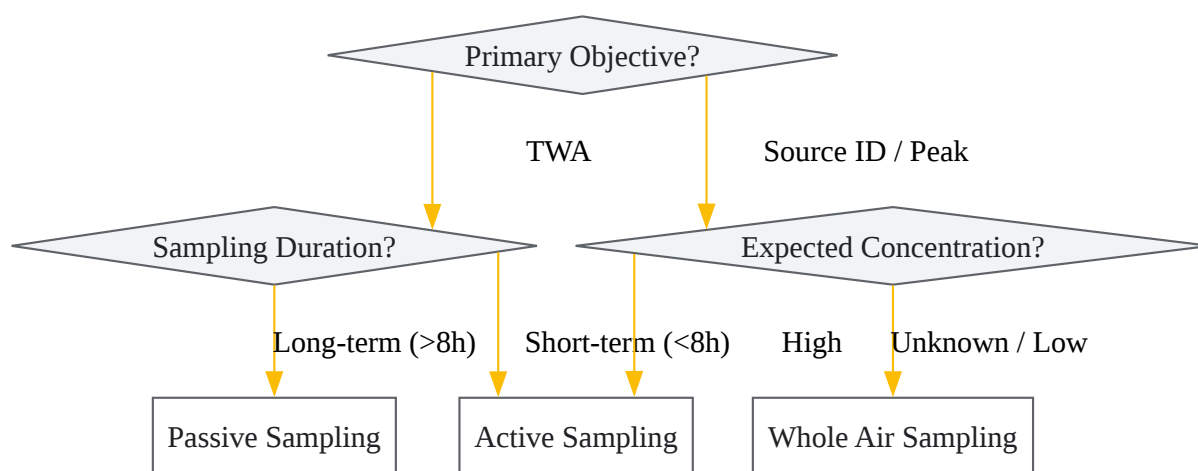 Primary Objective?
TWA
Source ID / Peak
Sampling Duration?
Expected Concentration?
Long-term (>8h)
Short-term (<8h)
High
Unknown / Low
Passive Sampling
Active Sampling
Whole Air Sampling